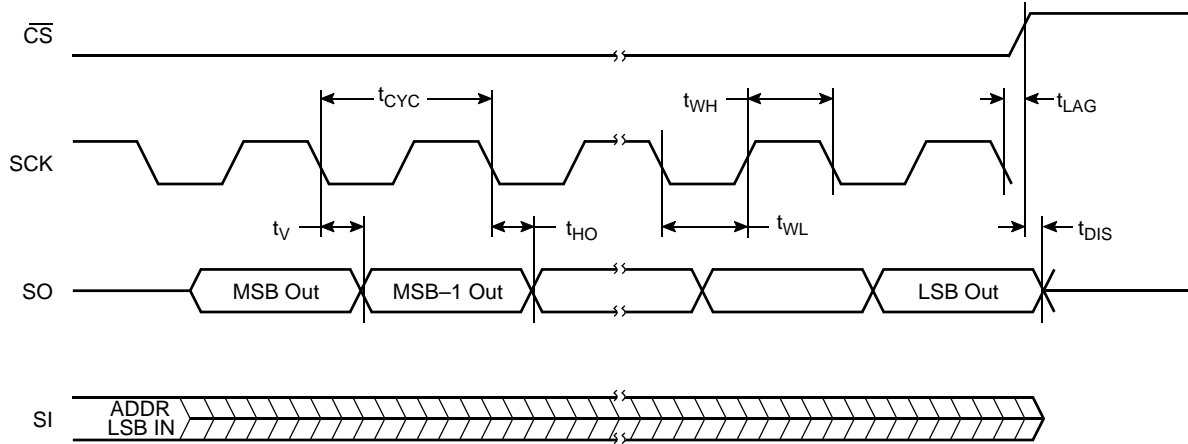 CS
tCYC
tWH
tLAG
SCK
tV
tHO
tWL
tDIS
SO
MSB Out
MSB–1 Out
LSB Out
SI
ADDR
LSB IN